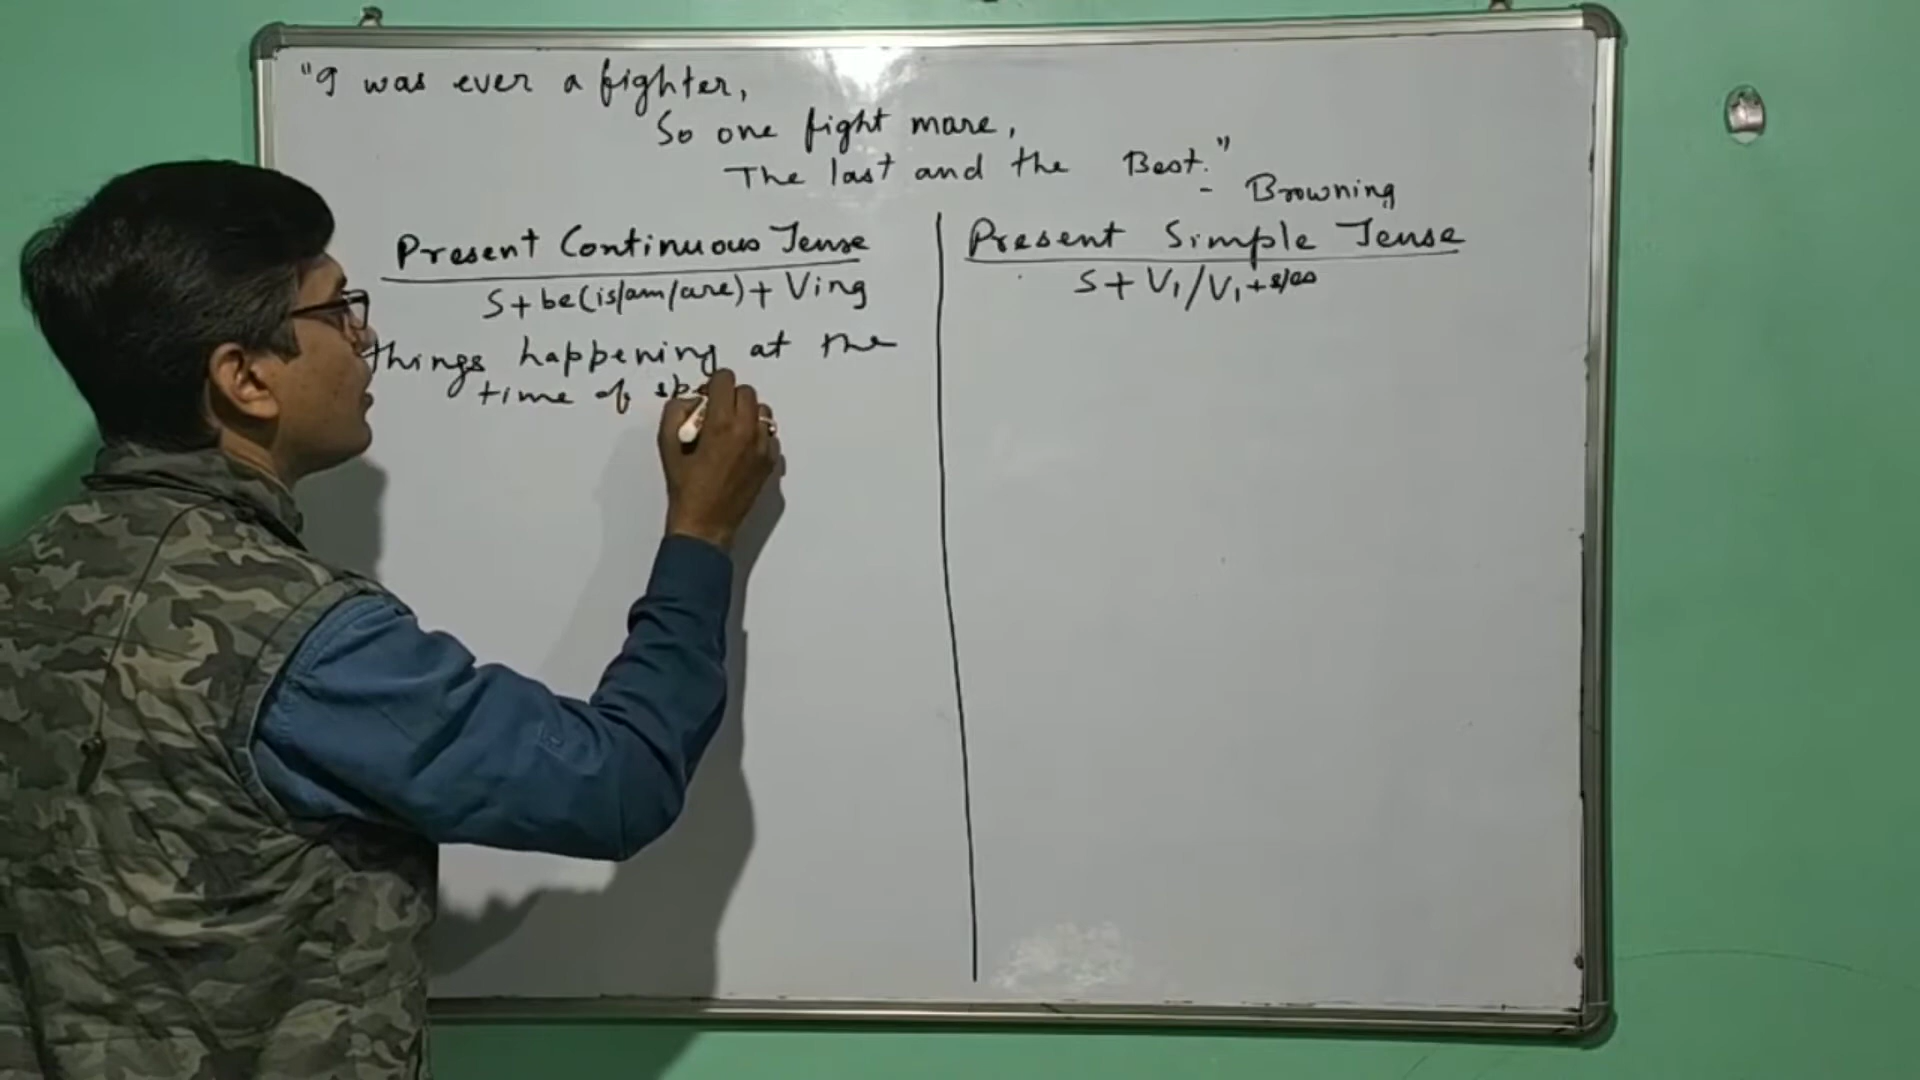 "I was ever a fighter,
So one fight more,
The last and the Best."
- Browning
Present Continuous Tense
S+be(is/am/are)+Ving
things happening at the
time of
Present Simple Tense
S+V1/V1+s/es